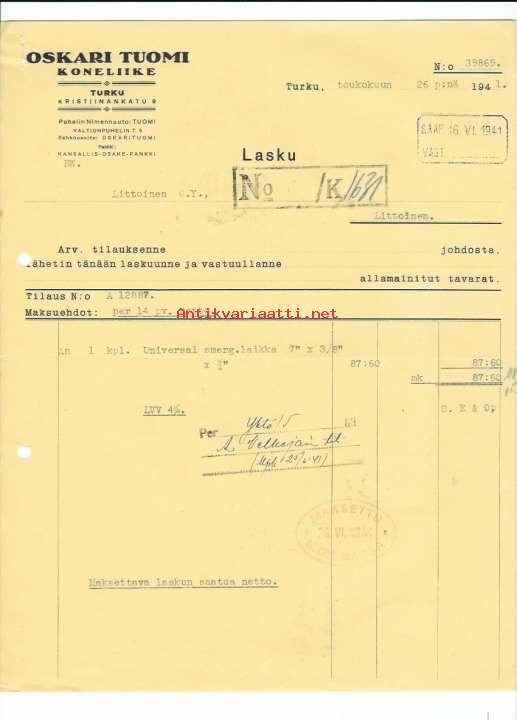 OSKARI TUOMI
KONELIIKE
TURKU
KRISTIINANKATU 9
Puhelin Nimenhuuto: TUOMI
VALTIONPUHELIN T. 5
Sähköosoite: OSKARITUOMI
Pankki:
KANSALLIS-OSAKE-PANKKI
HW.
N:o 39869.
Turku, toukokuun 26 p:nä 1941.
SAAP. 16. VI. 1941
VAST.
Lasku
No /K/631
Littoinen O.Y.,
Littoinen.
Arv. tilauksenne johdosta,
lähetin tänään laskuunne ja vastuullanne
allamainitut tavarat.
Tilaus N:o A 12887.
Maksuehdot: per 14 pv.
Antikvariaatti.net
An 1 kpl. Universal smerg.laikka 7" x 3/8"
87:60 87:60
mk 87:60
LVV 4%.
S. E & O.
Per
MAKSETTU
Maksettava laskun saatua netto.